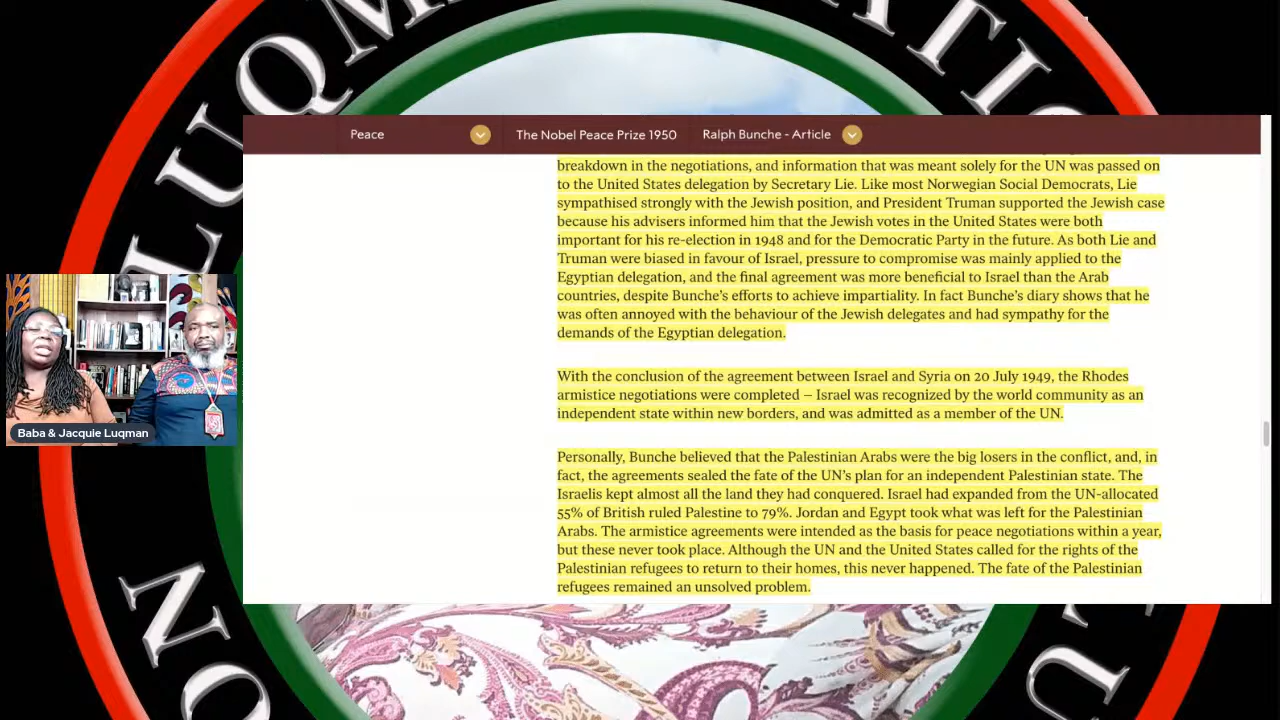 LUQM
ATIO
Peace
The Nobel Peace Prize 1950
Ralph Bunche - Article
breakdown in the negotiations, and information that was meant solely for the UN was passed on
to the United States delegation by Secretary Lie. Like most Norwegian Social Democrats, Lie
sympathised strongly with the Jewish position, and President Truman supported the Jewish case
because his advisers informed him that the Jewish votes in the United States were both
important for his re-election in 1948 and for the Democratic Party in the future. As both Lie and
Truman were biased in favour of Israel, pressure to compromise was mainly applied to the
Egyptian delegation, and the final agreement was more beneficial to Israel than the Arab
countries, despite Bunche's efforts to achieve impartiality. In fact Bunche's diary shows that he
was often annoyed with the behaviour of the Jewish delegates and had sympathy for the
demands of the Egyptian delegation.
With the conclusion of the agreement between Israel and Syria on 20 July 1949, the Rhodes
armistice negotiations were completed – Israel was recognized by the world community as an
independent state within new borders, and was admitted as a member of the UN.
Personally, Bunche believed that the Palestinian Arabs were the big losers in the conflict, and, in
fact, the agreements sealed the fate of the UN's plan for an independent Palestinian state. The
Israelis kept almost all the land they had conquered. Israel had expanded from the UN-allocated
55% of British ruled Palestine to 79%. Jordan and Egypt took what was left for the Palestinian
Arabs. The armistice agreements were intended as the basis for peace negotiations within a year,
but these never took place. Although the UN and the United States called for the rights of the
Palestinian refugees to return to their homes, this never happened. The fate of the Palestinian
refugees remained an unsolved problem.
Baba & Jacquie Luqman